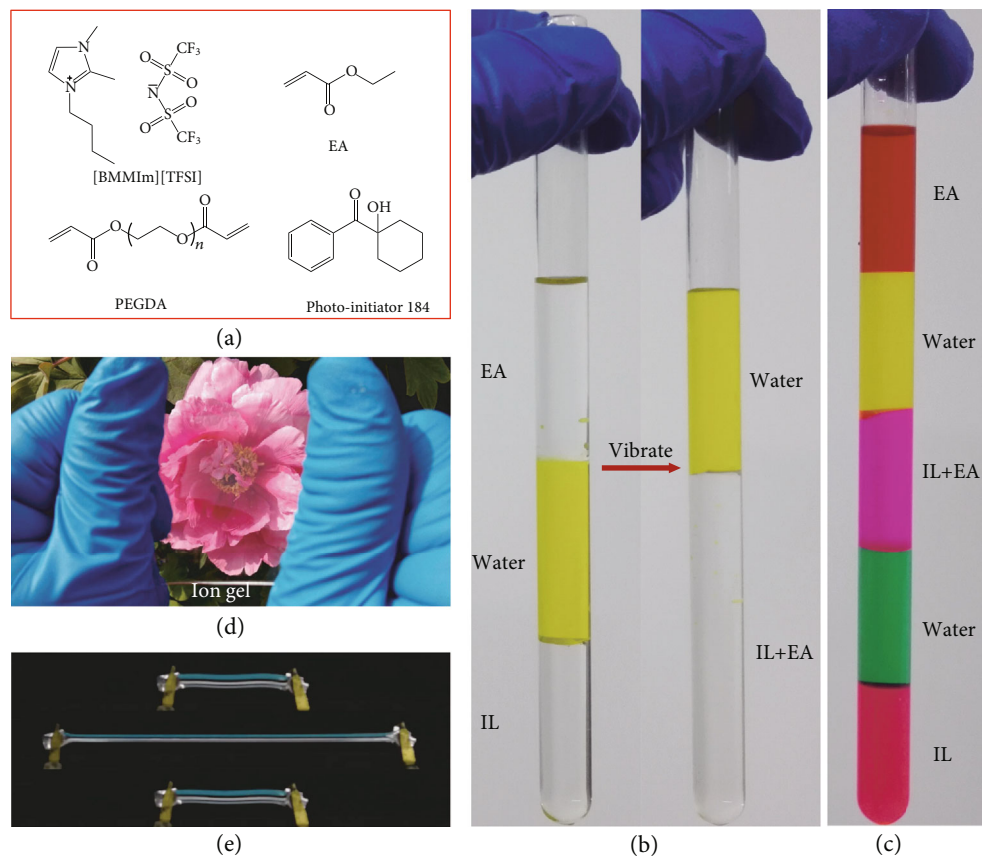 CF₃
O
S
O
N
N
N
+
O
S
O
CF₃
[BMMIm][TFSI]
O
O
EA
O
O
O
n
O
PEGDA
O
OH
Photo-initiator 184
(a)
Ion gel
(d)
(e)
EA
Water
IL
Vibrate
Water
IL+EA
(b)
EA
Water
IL+EA
Water
IL
(c)